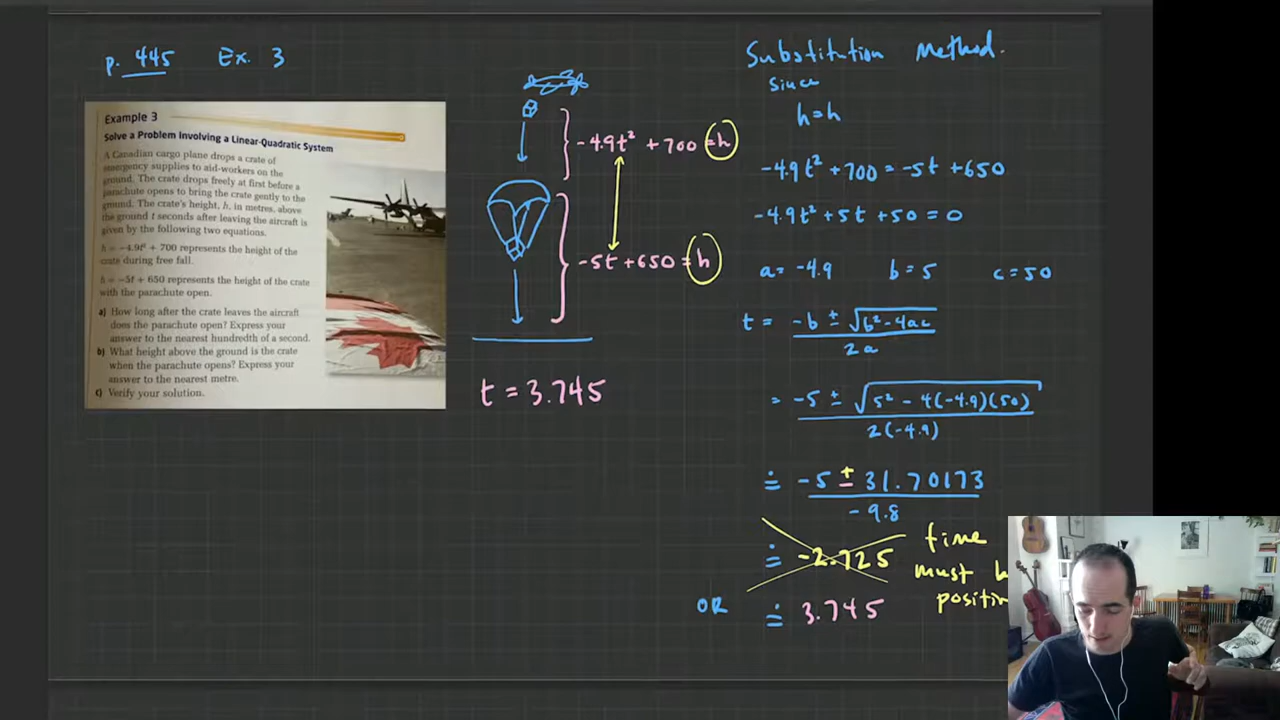 p. 445 Ex. 3
Example 3
Solve a Problem Involving a Linear-Quadratic System
A Canadian cargo plane drops a crate of
emergency supplies to aid-workers on the
ground. The crate drops freely at first before a
parachute opens to bring the crate gently to the
ground. The crate's height, h, in metres, above
the ground t seconds after leaving the aircraft is
given by the following two equations.
h = −4.9t² + 700 represents the height of the
crate during free fall.
h = −5t + 650 represents the height of the crate
with the parachute open.
a) How long after the crate leaves the aircraft
does the parachute open? Express your
answer to the nearest hundredth of a second.
b) What height above the ground is the crate
when the parachute opens? Express your
answer to the nearest metre.
c) Verify your solution.
-4.9t² + 700 = h
-5t + 650 = h
t = 3.745
Substitution Method.
since
h = h
-4.9t² + 700 = -5t + 650
-4.9t² + 5t + 50 = 0
a = -4.9 b = 5 c = 50
t = -b ± √b² - 4ac
2a
= -5 ± √5² - 4(-4.9)(50)
2(-4.9)
≐ -5 ± 31.70173
-9.8
≐ -2.725 time
must
OR ≐ 3.745